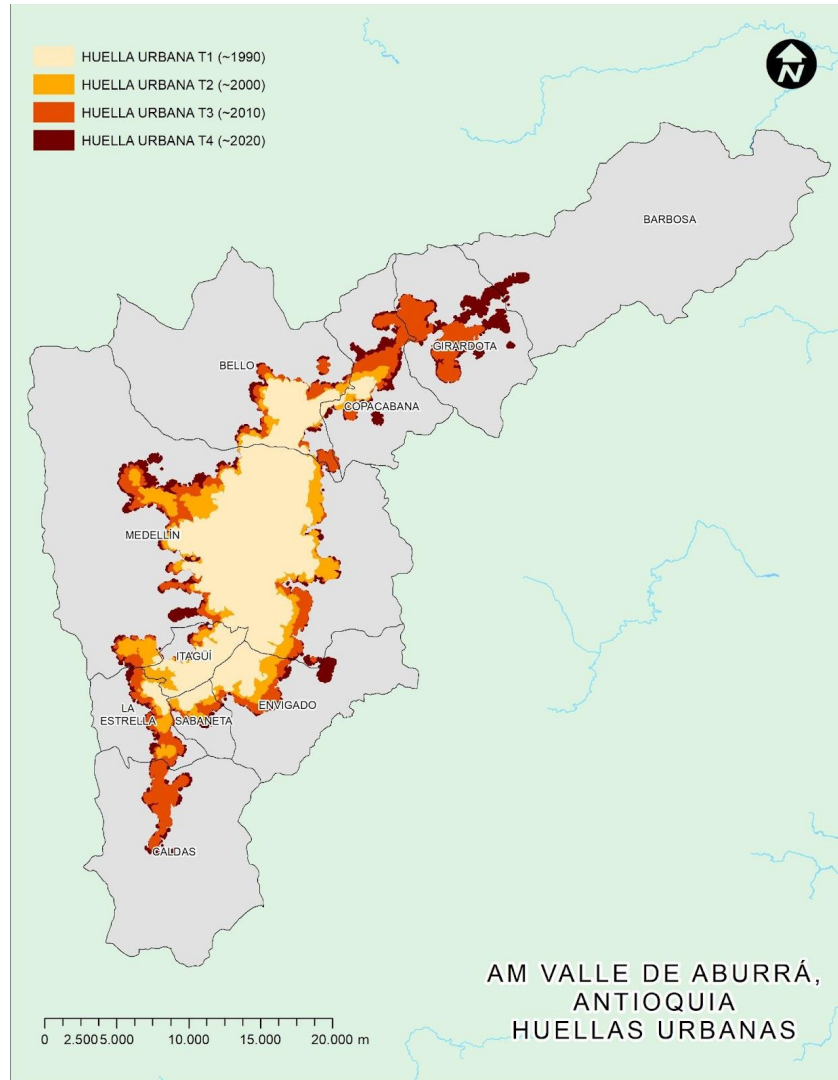 HUELLA URBANA T1 (~1990)
HUELLA URBANA T2 (~2000)
HUELLA URBANA T3 (~2010)
HUELLA URBANA T4 (~2020)
N
BARBOSA
GIRARDOTA
BELLO
COPACABANA
MEDELLÍN
ITAGÜÍ
LA
ESTRELLA
SABANETA
ENVIGADO
CALDAS
AM VALLE DE ABURRÁ,
ANTIOQUIA
HUELLAS URBANAS
0 2.500 5.000 10.000 15.000 20.000 m